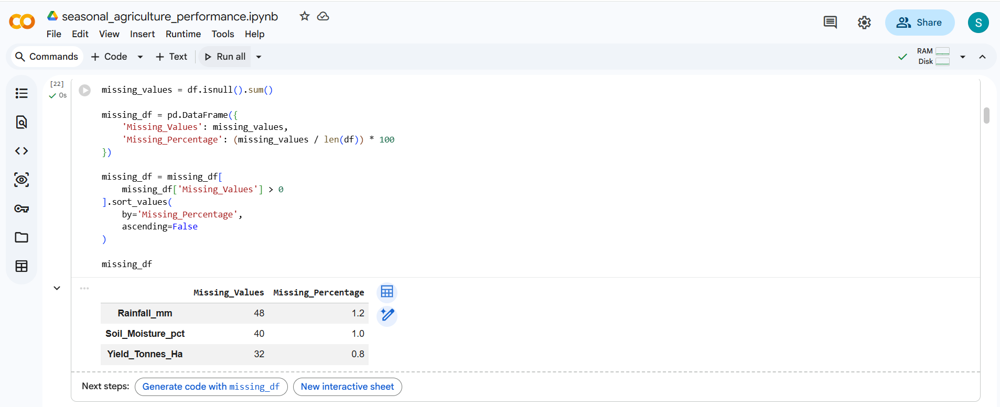 seasonal_agriculture_performance.ipynb
File Edit View Insert Runtime Tools Help
Share
S
Commands + Code + Text Run all
RAM
Disk
[22]
0s
missing_values = df.isnull().sum()
missing_df = pd.DataFrame({
    'Missing_Values': missing_values,
    'Missing_Percentage': (missing_values / len(df)) * 100
})
missing_df = missing_df[
    missing_df['Missing_Values'] > 0
].sort_values(
    by='Missing_Percentage',
    ascending=False
)
missing_df
Missing_Values Missing_Percentage
Rainfall_mm 48 1.2
Soil_Moisture_pct 40 1.0
Yield_Tonnes_Ha 32 0.8
Next steps: Generate code with missing_df New interactive sheet